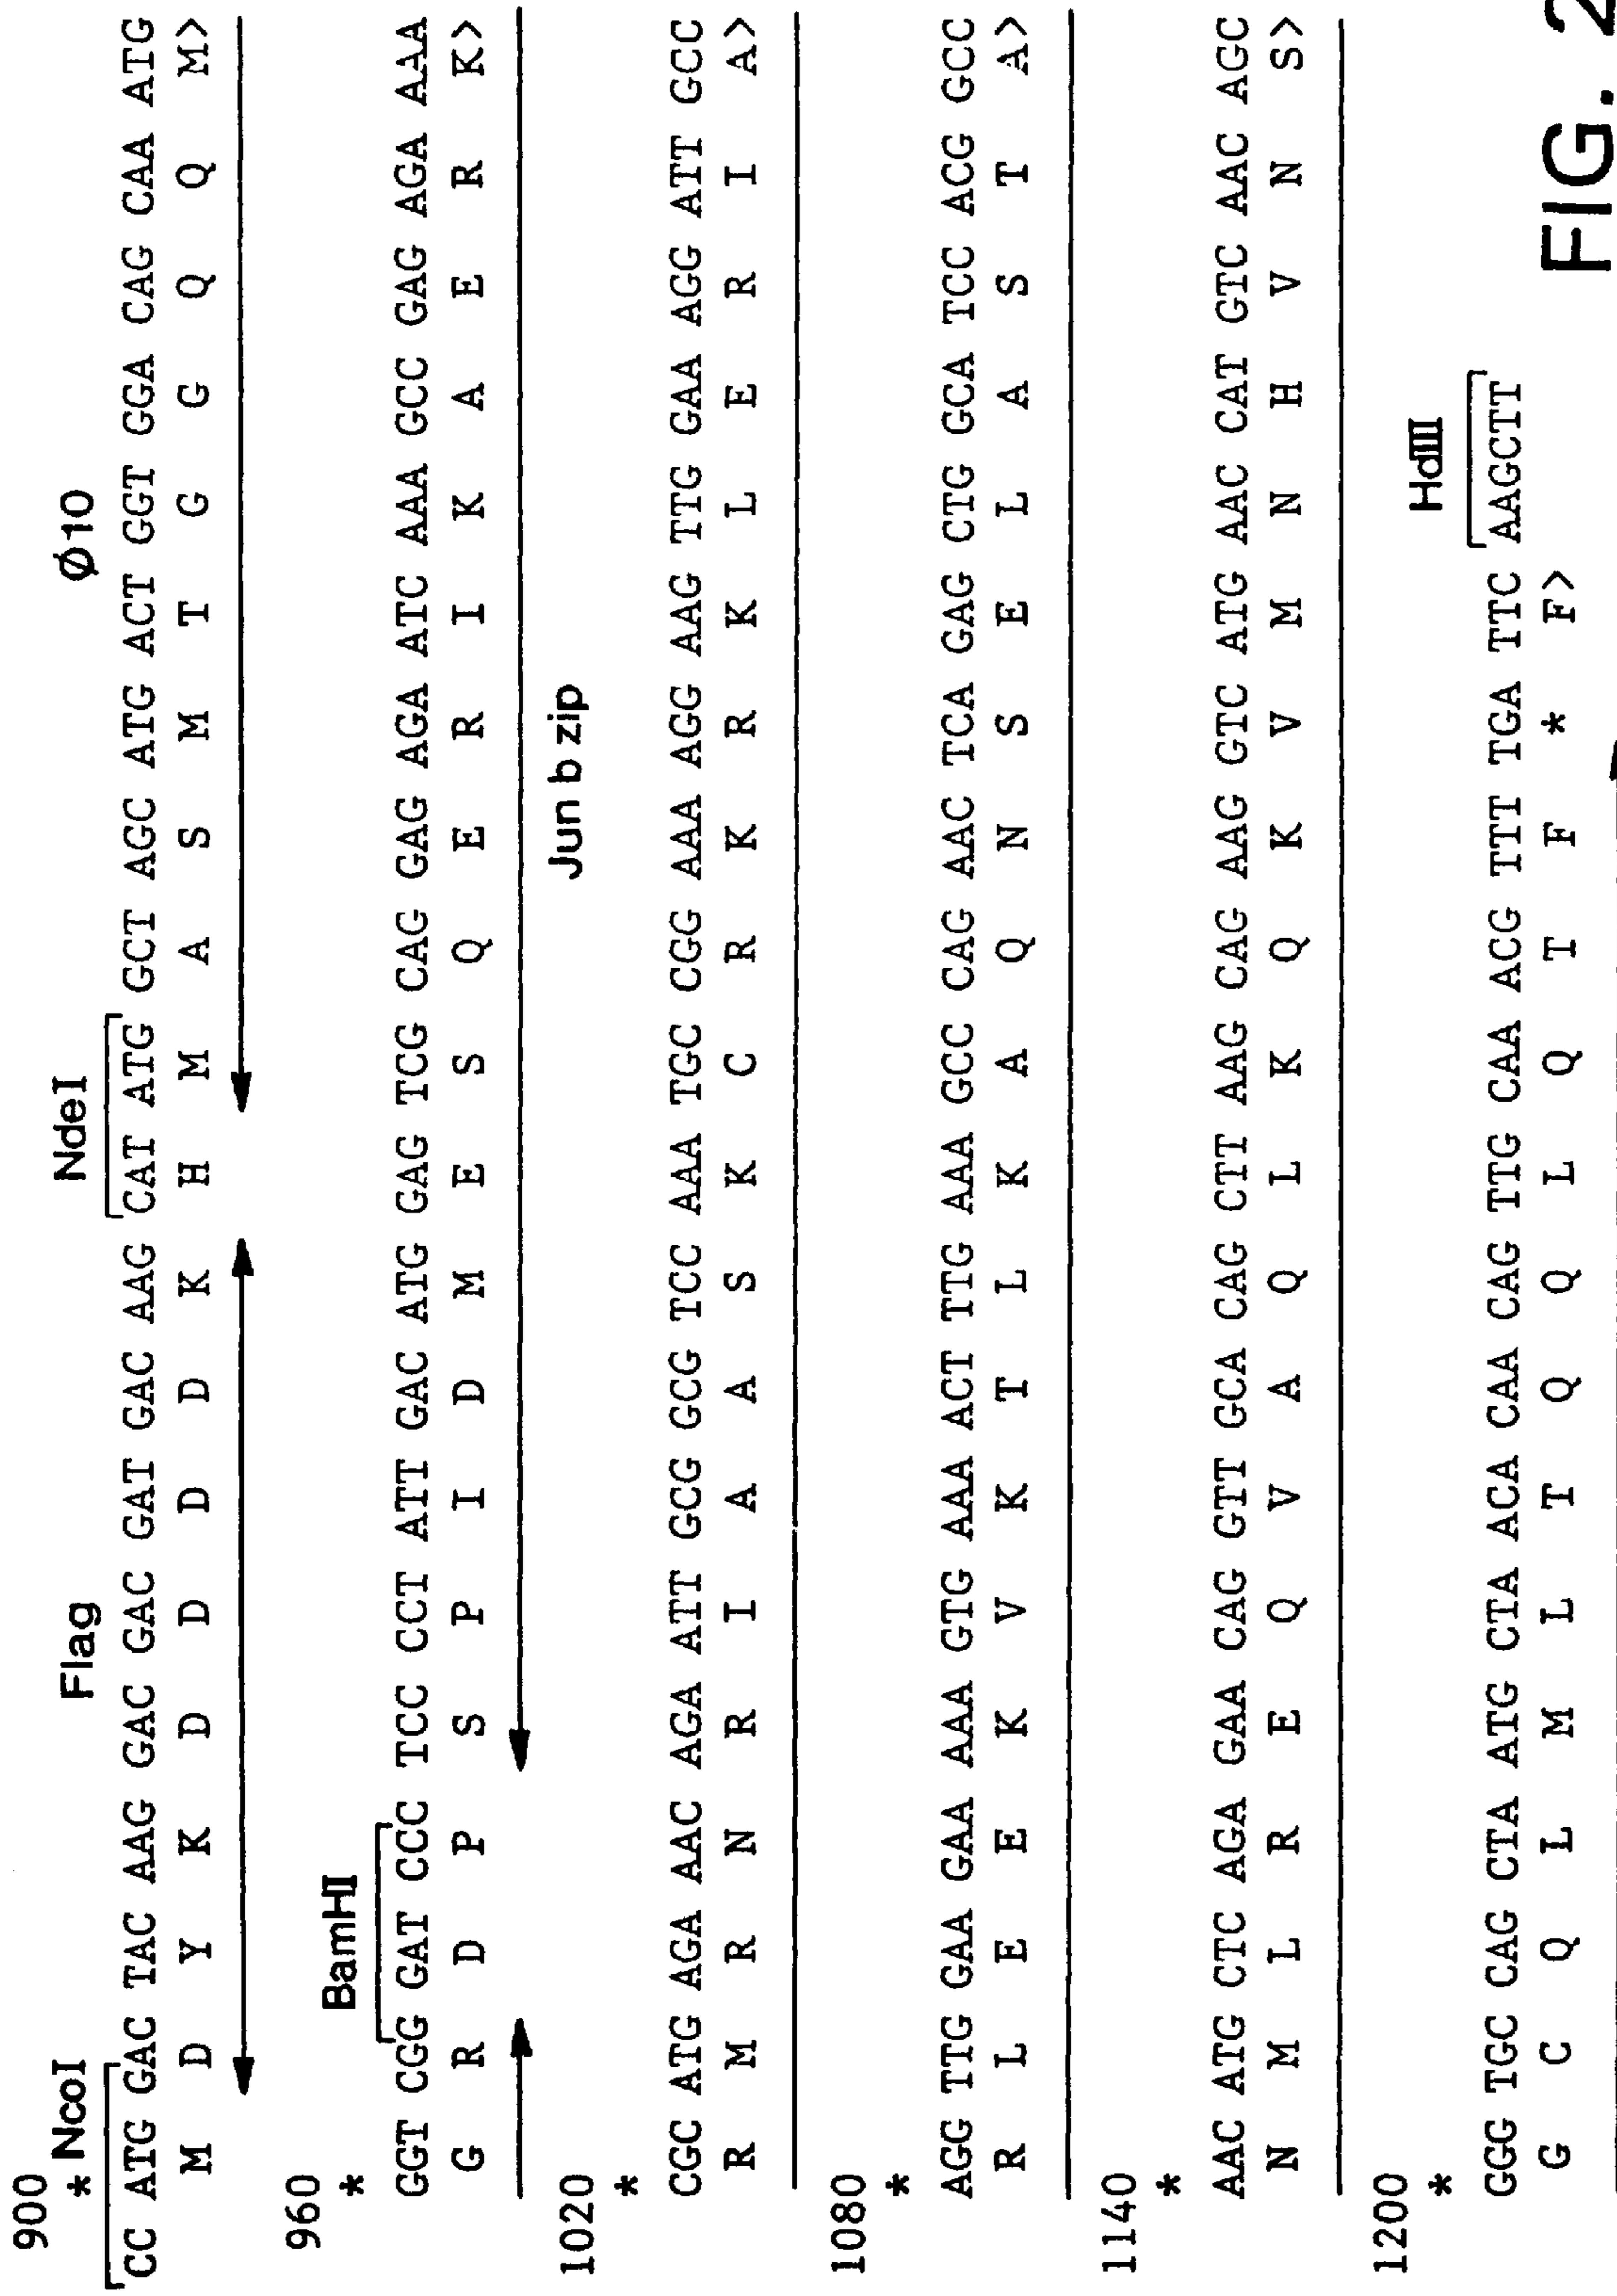 900
* NcoI Flag NdeI Ø10
CC ATG GAC TAC AAG GAC GAC GAT GAC AAG CAT ATG GCT AGC ATG ACT GGT GGA CAG CAA ATG
M D Y K D D D D K H M A S M T G G Q Q M>
960 BamHI
*
GGT CGG GAT CCC TCC CCT ATT GAC ATG GAG TCG CAG GAG AGA ATC AAA GCC GAG AGA AAA
G R D P S P I D M E S Q E R I K A E R K>
1020 Jun b zip
*
CGC ATG AGA AAC AGA ATT GCG GCG TCC AAA TGC CGG AAA AGG AAG TTG GAA AGG ATT GCC
R M R N R I A A S K C R K R K L E R I A>
1080
*
AGG TTG GAA GAA AAA GTG AAA ACT TTG AAA GCC CAG AAC TCA GAG CTG GCA TCC ACG GCC
R L E E K V K T L K A Q N S E L A S T A>
1140
*
AAC ATG CTC AGA GAA CAG GTT GCA CAG CTT AAG CAG AAG GTC ATG AAC CAT GTC AAC AGC
N M L R E Q V A Q L K Q K V M N H V N S>
1200 HdIII
*
GGG TGC CAG CTA ATG CTA ACA CAA CAG TTG CAA ACG TTT TGA TTC AAGCTT
G C Q L M L T Q Q L Q T F * F>
FIG. 2